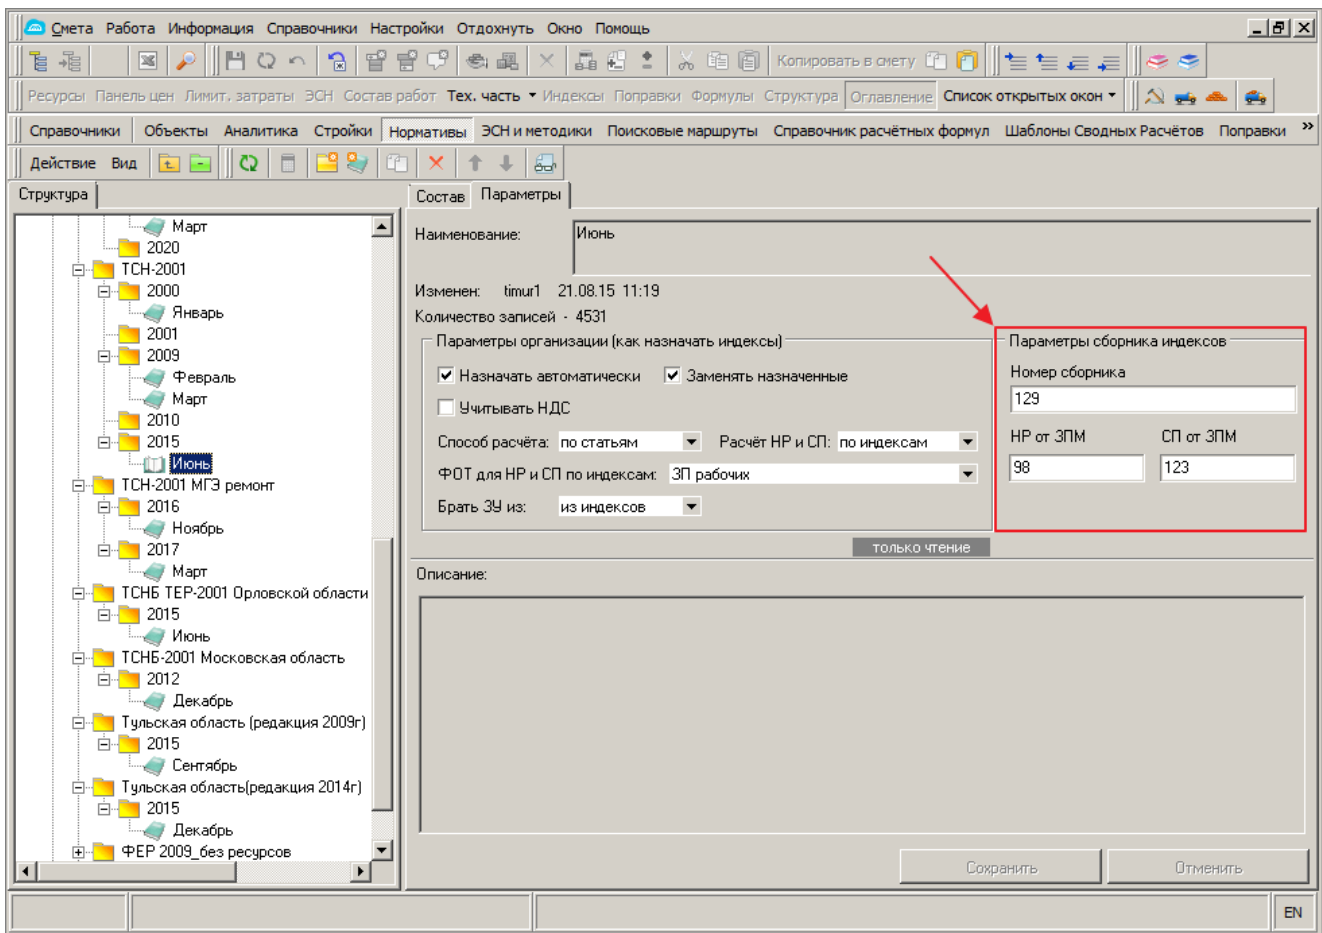 Смета Работа Информация Справочники Настройки Отдохнуть Окно Помощь
Копировать в смету
Ресурсы Панель цен Лимит. затраты ЭСН Состав работ Тех. часть Индексы Поправки Формулы Структура Оглавление Список открытых окон
Справочники Объекты Аналитика Стройки Нормативы ЭСН и методики Поисковые маршруты Справочник расчётных формул Шаблоны Сводных Расчётов Поправки »
Действие Вид
Структура
Март
2020
ТСН-2001
2000
Январь
2001
2009
Февраль
Март
2010
2015
Июнь
ТСН-2001 МГЭ ремонт
2016
Ноябрь
2017
Март
ТСНБ ТЕР-2001 Орловской области
2015
Июнь
ТСНБ-2001 Московская область
2012
Декабрь
Тульская область (редакция 2009г)
2015
Сентябрь
Тульская область(редакция 2014г)
2015
Декабрь
ФЕР 2009_без ресурсов
Состав Параметры
Наименование: Июнь
Изменен: timur1 21.08.15 11:19
Количество записей - 4531
Параметры организации (как назначать индексы)
Назначать автоматически Заменять назначенные
Учитывать НДС
Способ расчёта: по статьям Расчёт НР и СП: по индексам
ФОТ для НР и СП по индексам: ЗП рабочих
Брать ЗУ из: из индексов
Параметры сборника индексов
Номер сборника
129
НР от ЗПМ СП от ЗПМ
98 123
только чтение
Описание:
Сохранить Отменить
EN